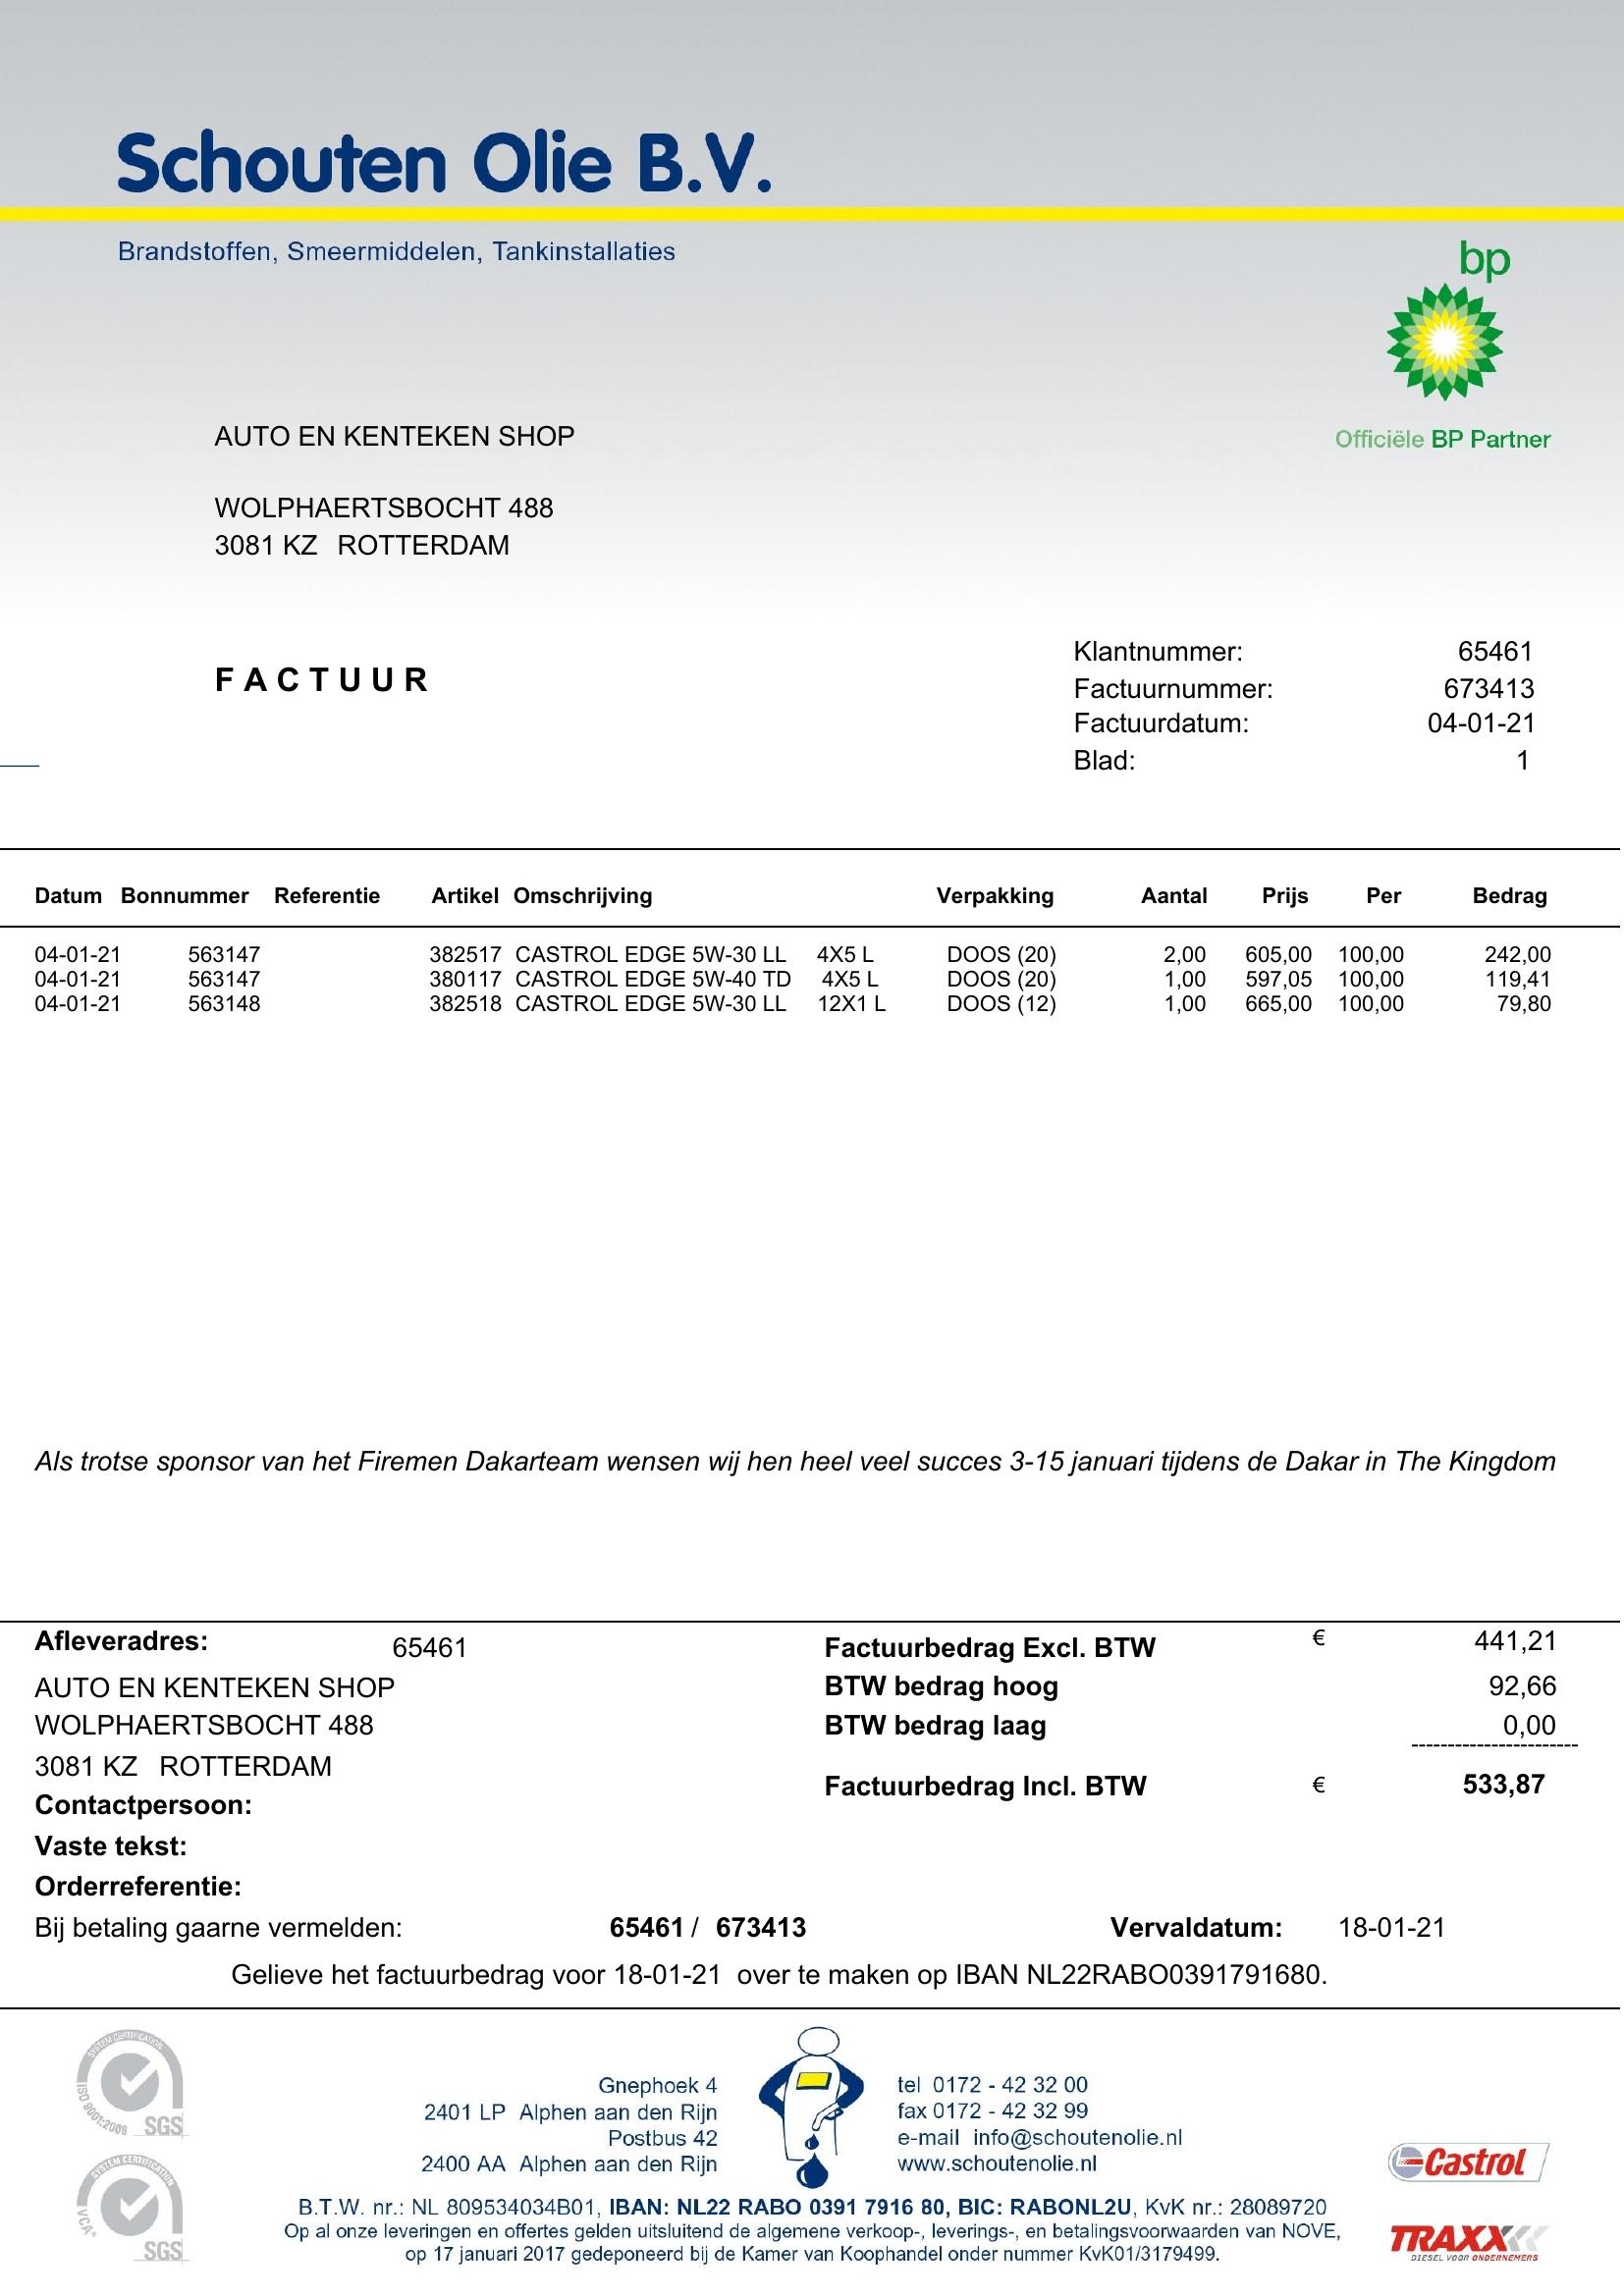 Schouten Olie B.V.
Brandstoffen, Smeermiddelen, Tankinstallaties
bp
Officiële BP Partner
AUTO EN KENTEKEN SHOP
WOLPHAERTSBOCHT 488
3081 KZ ROTTERDAM
FACTUUR
Klantnummer: 65461
Factuurnummer: 673413
Factuurdatum: 04-01-21
Blad: 1
Datum Bonnummer Referentie Artikel Omschrijving Verpakking Aantal Prijs Per Bedrag
04-01-21 563147 382517 CASTROL EDGE 5W-30 LL 4X5 L DOOS (20) 2,00 605,00 100,00 242,00
04-01-21 563147 380117 CASTROL EDGE 5W-40 TD 4X5 L DOOS (20) 1,00 597,05 100,00 119,41
04-01-21 563148 382518 CASTROL EDGE 5W-30 LL 12X1 L DOOS (12) 1,00 665,00 100,00 79,80
Als trotse sponsor van het Firemen Dakarteam wensen wij hen heel veel succes 3-15 januari tijdens de Dakar in The Kingdom
Afleveradres: 65461
AUTO EN KENTEKEN SHOP
WOLPHAERTSBOCHT 488
3081 KZ ROTTERDAM
Contactpersoon:
Vaste tekst:
Orderreferentie:
Factuurbedrag Excl. BTW € 441,21
BTW bedrag hoog 92,66
BTW bedrag laag 0,00
-----------------------
Factuurbedrag Incl. BTW € 533,87
Bij betaling gaarne vermelden: 65461 / 673413 Vervaldatum: 18-01-21
Gelieve het factuurbedrag voor 18-01-21 over te maken op IBAN NL22RABO0391791680.
SYSTEM CERTIFICATION
ISO 9001:2008
SGS
SYSTEM CERTIFICATION
VCA*
SGS
Gnephoek 4
2401 LP Alphen aan den Rijn
Postbus 42
2400 AA Alphen aan den Rijn
tel 0172 - 42 32 00
fax 0172 - 42 32 99
e-mail info@schoutenolie.nl
www.schoutenolie.nl
Castrol
B.T.W. nr.: NL 809534034B01, IBAN: NL22 RABO 0391 7916 80, BIC: RABONL2U, KvK nr.: 28089720
Op al onze leveringen en offertes gelden uitsluitend de algemene verkoop-, leverings-, en betalingsvoorwaarden van NOVE,
op 17 januari 2017 gedeponeerd bij de Kamer van Koophandel onder nummer KvK01/3179499.
TRAXX
DIESEL VOOR ONDERNEMERS